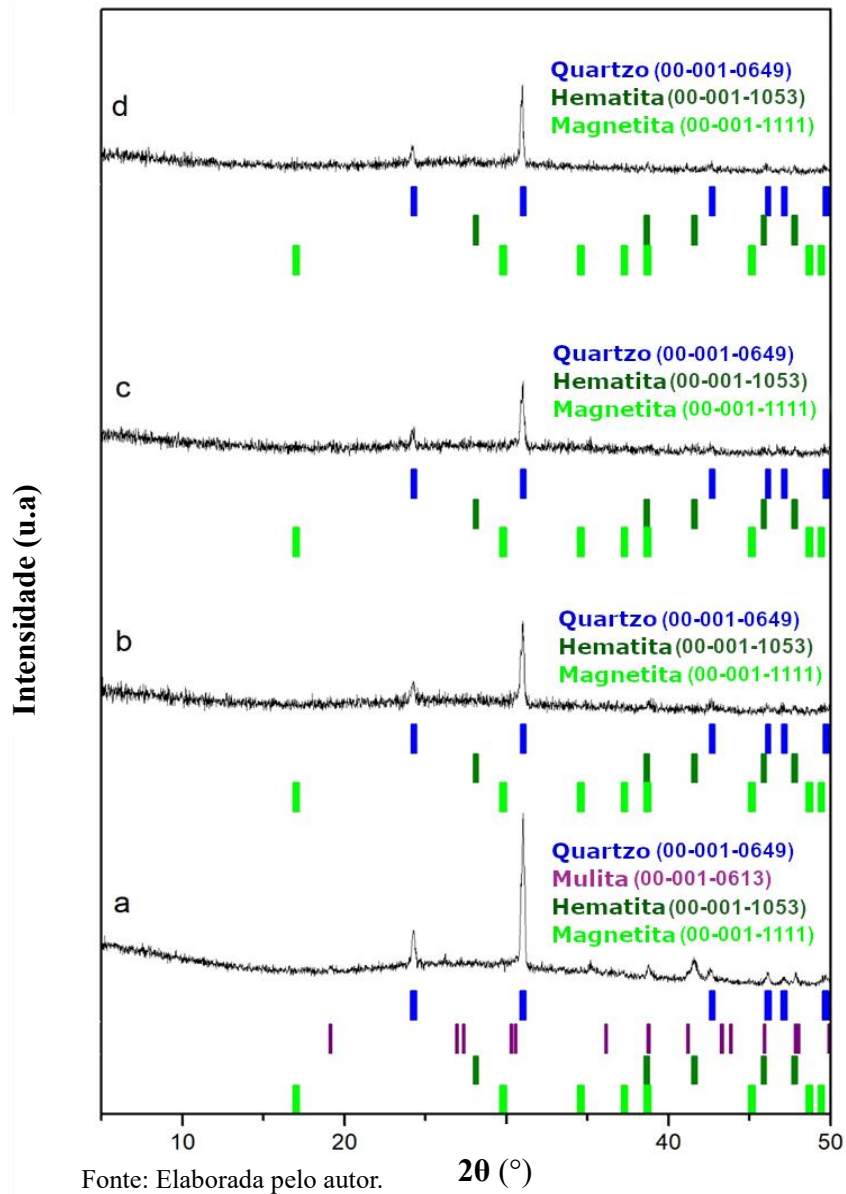 d
Quartzo (00-001-0649)
Hematita (00-001-1053)
Magnetita (00-001-1111)
c
Quartzo (00-001-0649)
Hematita (00-001-1053)
Magnetita (00-001-1111)
b
Quartzo (00-001-0649)
Hematita (00-001-1053)
Magnetita (00-001-1111)
a
Quartzo (00-001-0649)
Mulita (00-001-0613)
Hematita (00-001-1053)
Magnetita (00-001-1111)
Intensidade (u.a)
10 20 40 50
2θ (°)
Fonte: Elaborada pelo autor.